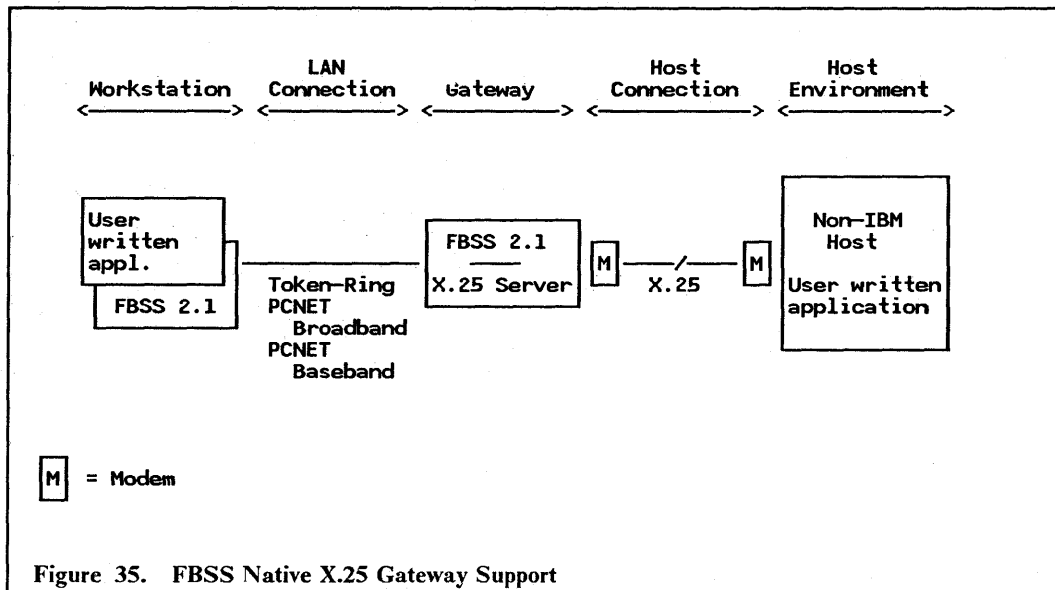 LAN Host Host
Workstation Connection Gateway Connection Environment
User
written
appl.
FBSS 2.1
Token-Ring
PCNET
Broadband
PCNET
Baseband
FBSS 2.1
X.25 Server
M
X.25
M
Non-IBM
Host
User written
application
M = Modem
Figure 35. FBSS Native X.25 Gateway Support